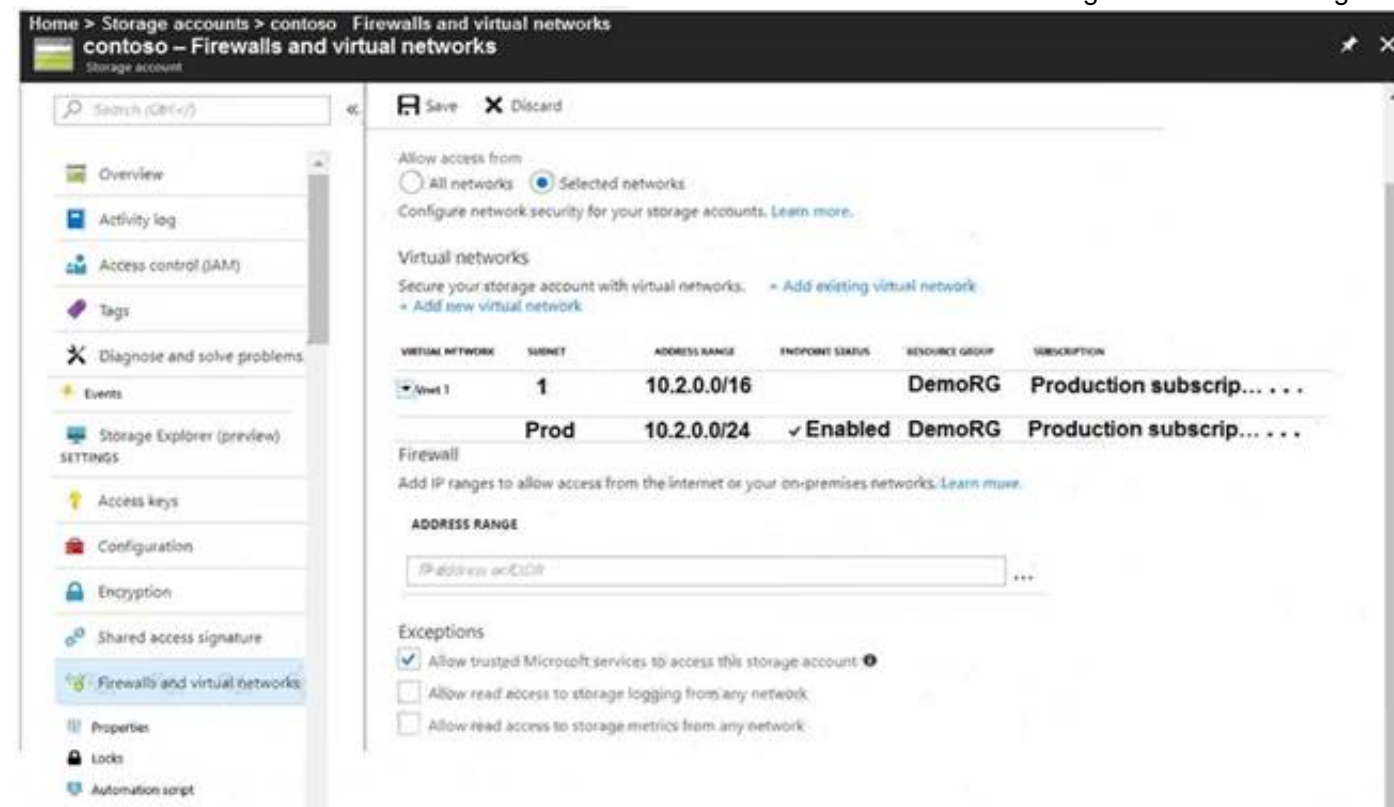 Home > Storage accounts > contoso Firewalls and virtual networks
contoso – Firewalls and virtual networks
Storage account
Search (Ctrl+/)
«
Overview
Activity log
Access control (IAM)
Tags
Diagnose and solve problems
Events
Storage Explorer (preview)
SETTINGS
Access keys
Configuration
Encryption
Shared access signature
Firewalls and virtual networks
Properties
Locks
Automation script
Save Discard
Allow access from
All networks Selected networks
Configure network security for your storage accounts. Learn more.
Virtual networks
Secure your storage account with virtual networks. + Add existing virtual network
+ Add new virtual network
VIRTUAL NETWORK SUBNET ADDRESS RANGE ENDPOINT STATUS RESOURCE GROUP SUBSCRIPTION
Vnet 1 1 10.2.0.0/16 DemoRG Production subscrip... ...
Prod 10.2.0.0/24 ✓ Enabled DemoRG Production subscrip... ...
Firewall
Add IP ranges to allow access from the internet or your on-premises networks. Learn more.
ADDRESS RANGE
IP address or CIDR ...
Exceptions
Allow trusted Microsoft services to access this storage account
Allow read access to storage logging from any network
Allow read access to storage metrics from any network